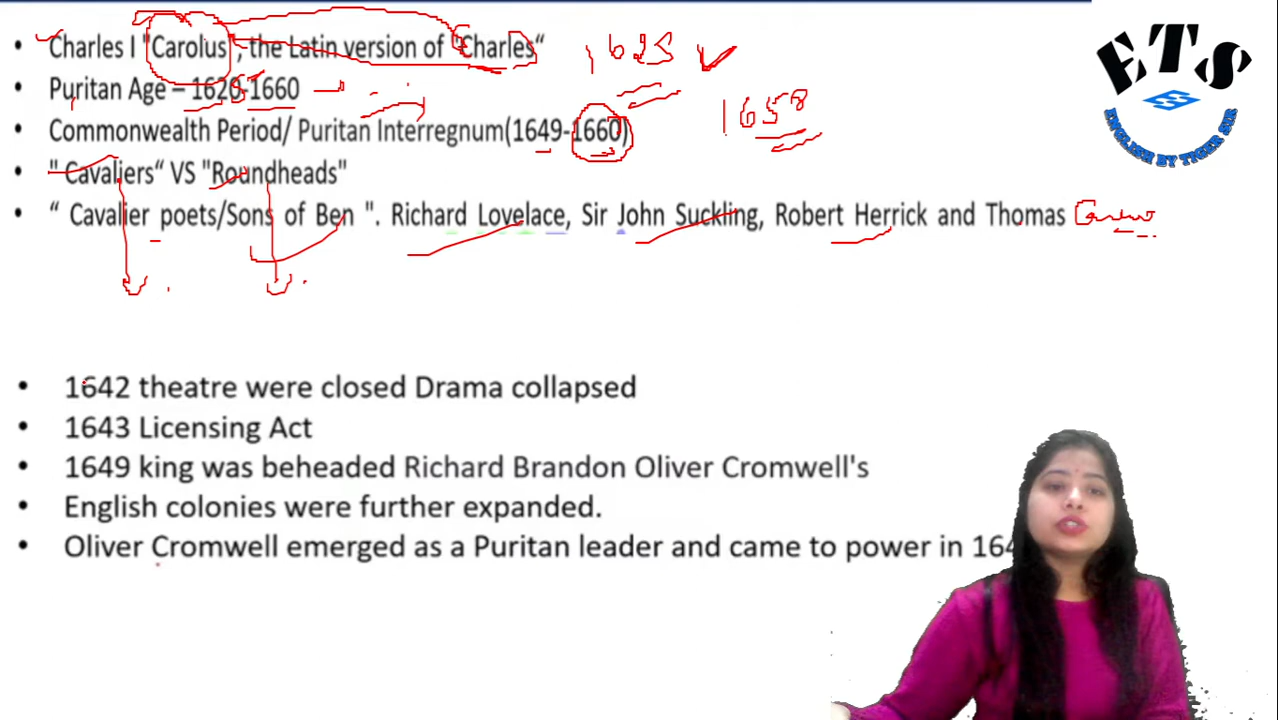 • Charles I "Carolus", the Latin version of "Charles“ 1625
• Puritan Age – 1620-1660
1658
• Commonwealth Period/ Puritan Interregnum(1649-1660)
• " Cavaliers“ VS "Roundheads"
• “ Cavalier poets/Sons of Ben ". Richard Lovelace, Sir John Suckling, Robert Herrick and Thomas Carew
• 1642 theatre were closed Drama collapsed
• 1643 Licensing Act
• 1649 king was beheaded Richard Brandon Oliver Cromwell's
• English colonies were further expanded.
• Oliver Cromwell emerged as a Puritan leader and came to power in
ETS
ENGLISH BY TIGER SIR